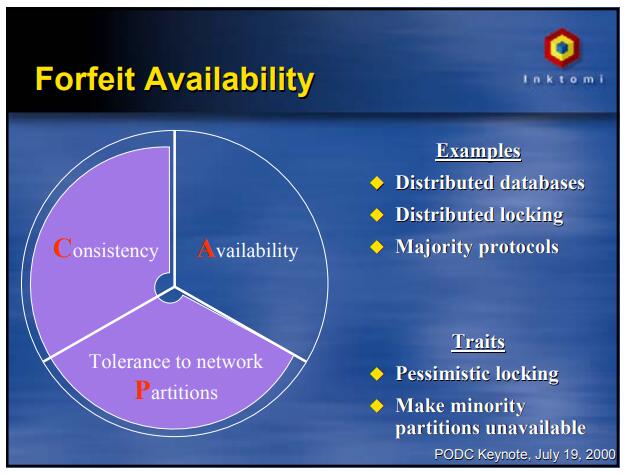 Forfeit Availability
Inktomi
Consistency
Availability
Tolerance to network
Partitions
Examples
Distributed databases
Distributed locking
Majority protocols
Traits
Pessimistic locking
Make minority
partitions unavailable
PODC Keynote, July 19, 2000